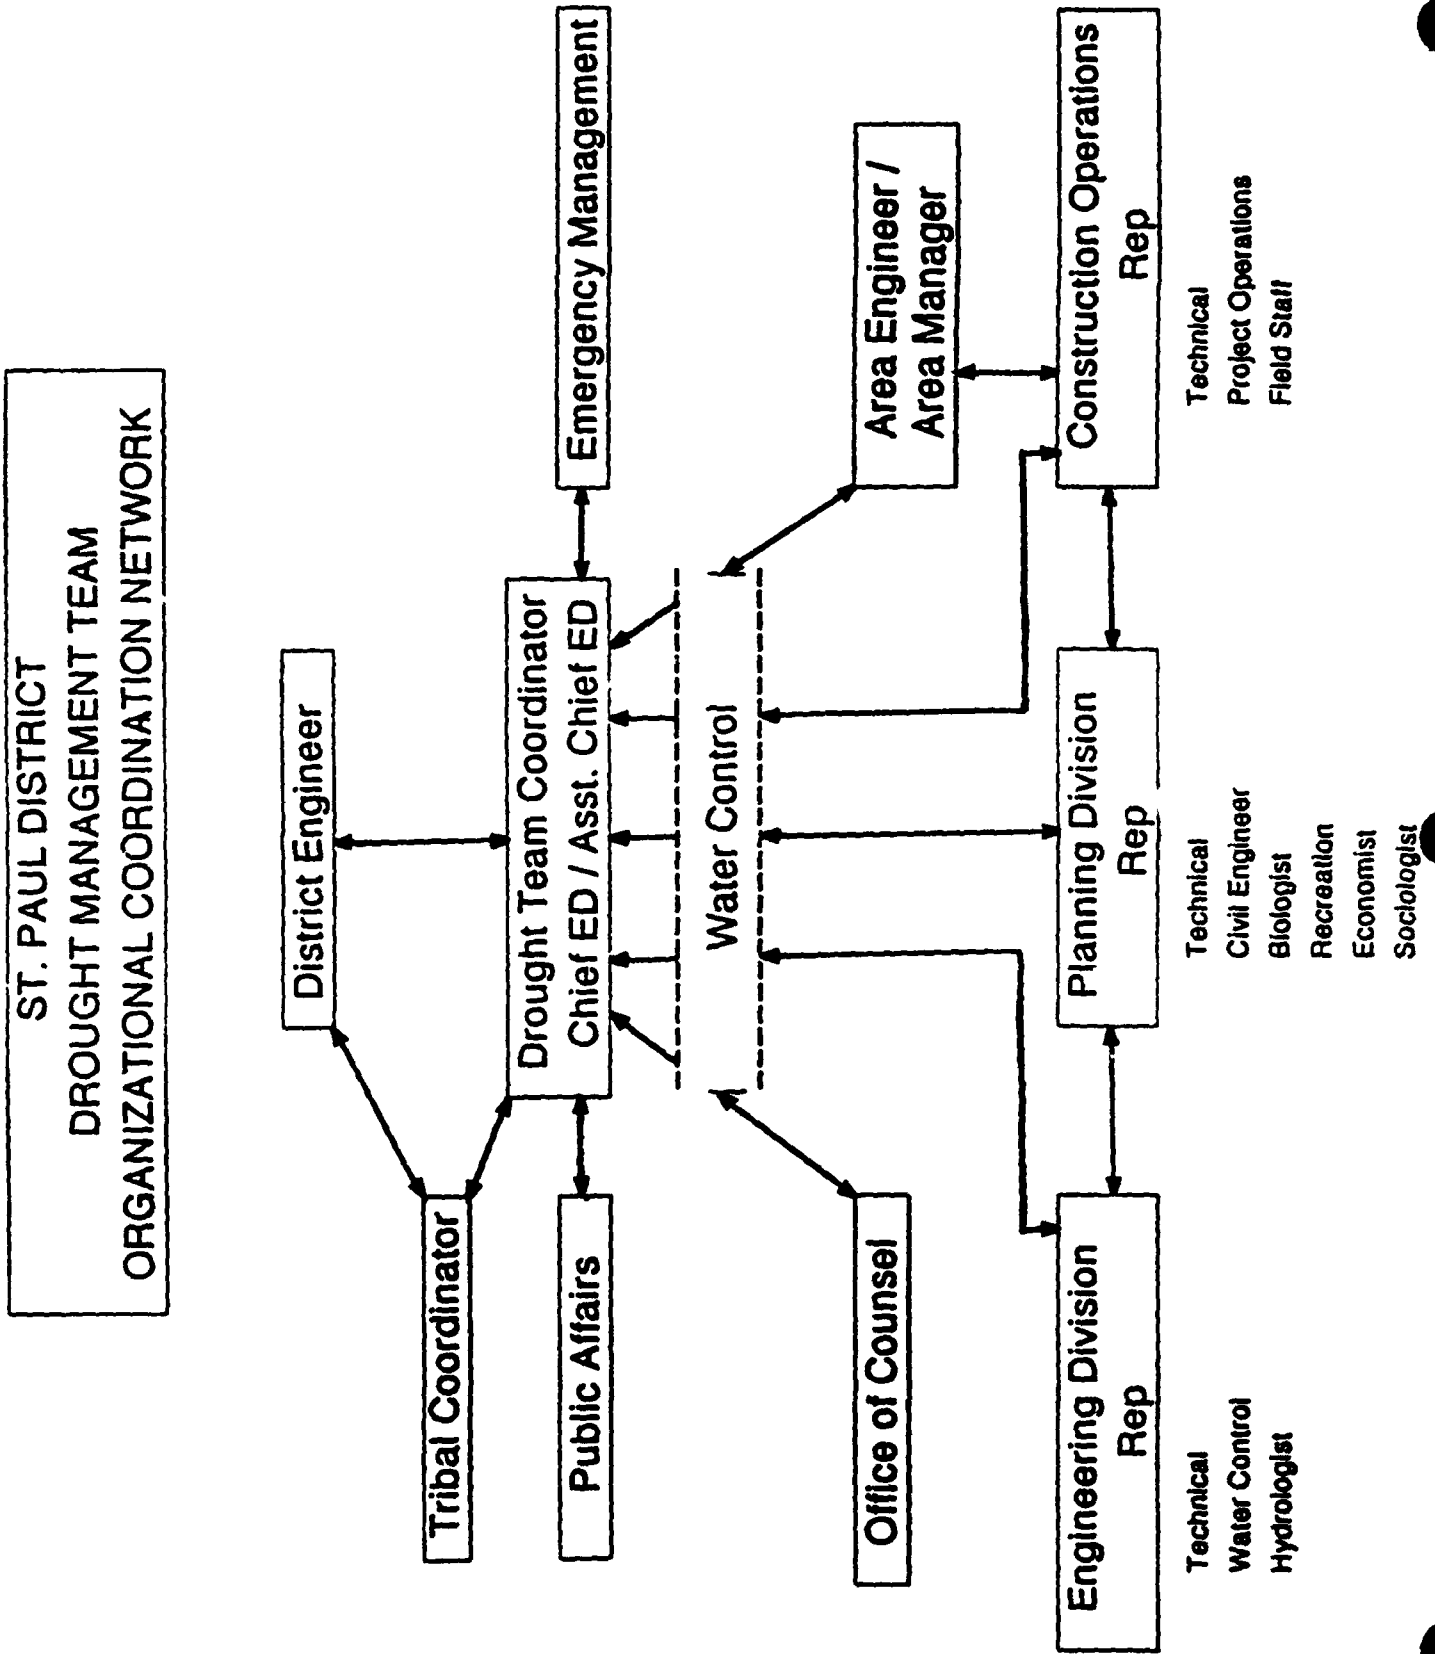 ST. PAUL DISTRICT
DROUGHT MANAGEMENT TEAM
ORGANIZATIONAL COORDINATION NETWORK
District Engineer
Tribal Coordinator
Drought Team Coordinator
Chief ED / Asst. Chief ED
Public Affairs
Emergency Management
Water Control
Office of Counsel
Area Engineer /
Area Manager
Engineering Division
Rep
Planning Division
Rep
Construction Operations
Rep
Technical
Water Control
Hydrologist
Technical
Civil Engineer
Biologist
Recreation
Economist
Sociologist
Technical
Project Operations
Field Staff